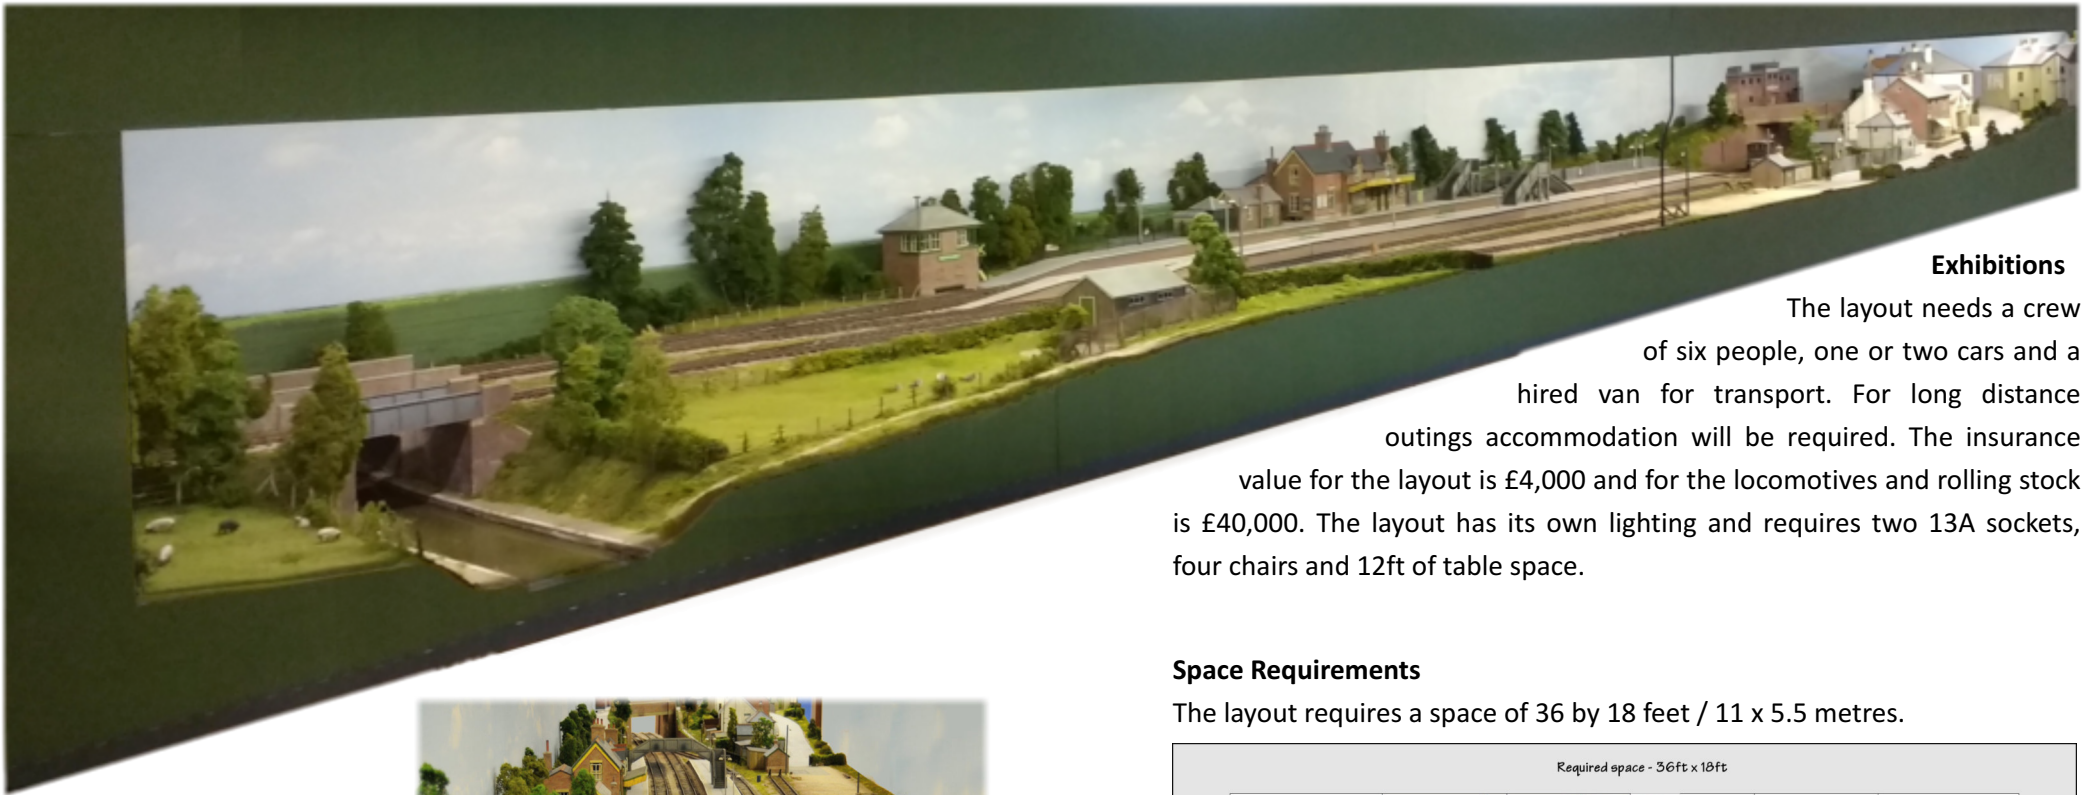 Exhibitions
The layout needs a crew
of six people, one or two cars and a
hired van for transport. For long distance
outings accommodation will be required. The insurance
value for the layout is £4,000 and for the locomotives and rolling stock
is £40,000. The layout has its own lighting and requires two 13A sockets,
four chairs and 12ft of table space.
Space Requirements
The layout requires a space of 36 by 18 feet / 11 x 5.5 metres.
Required space - 36ft x 18ft